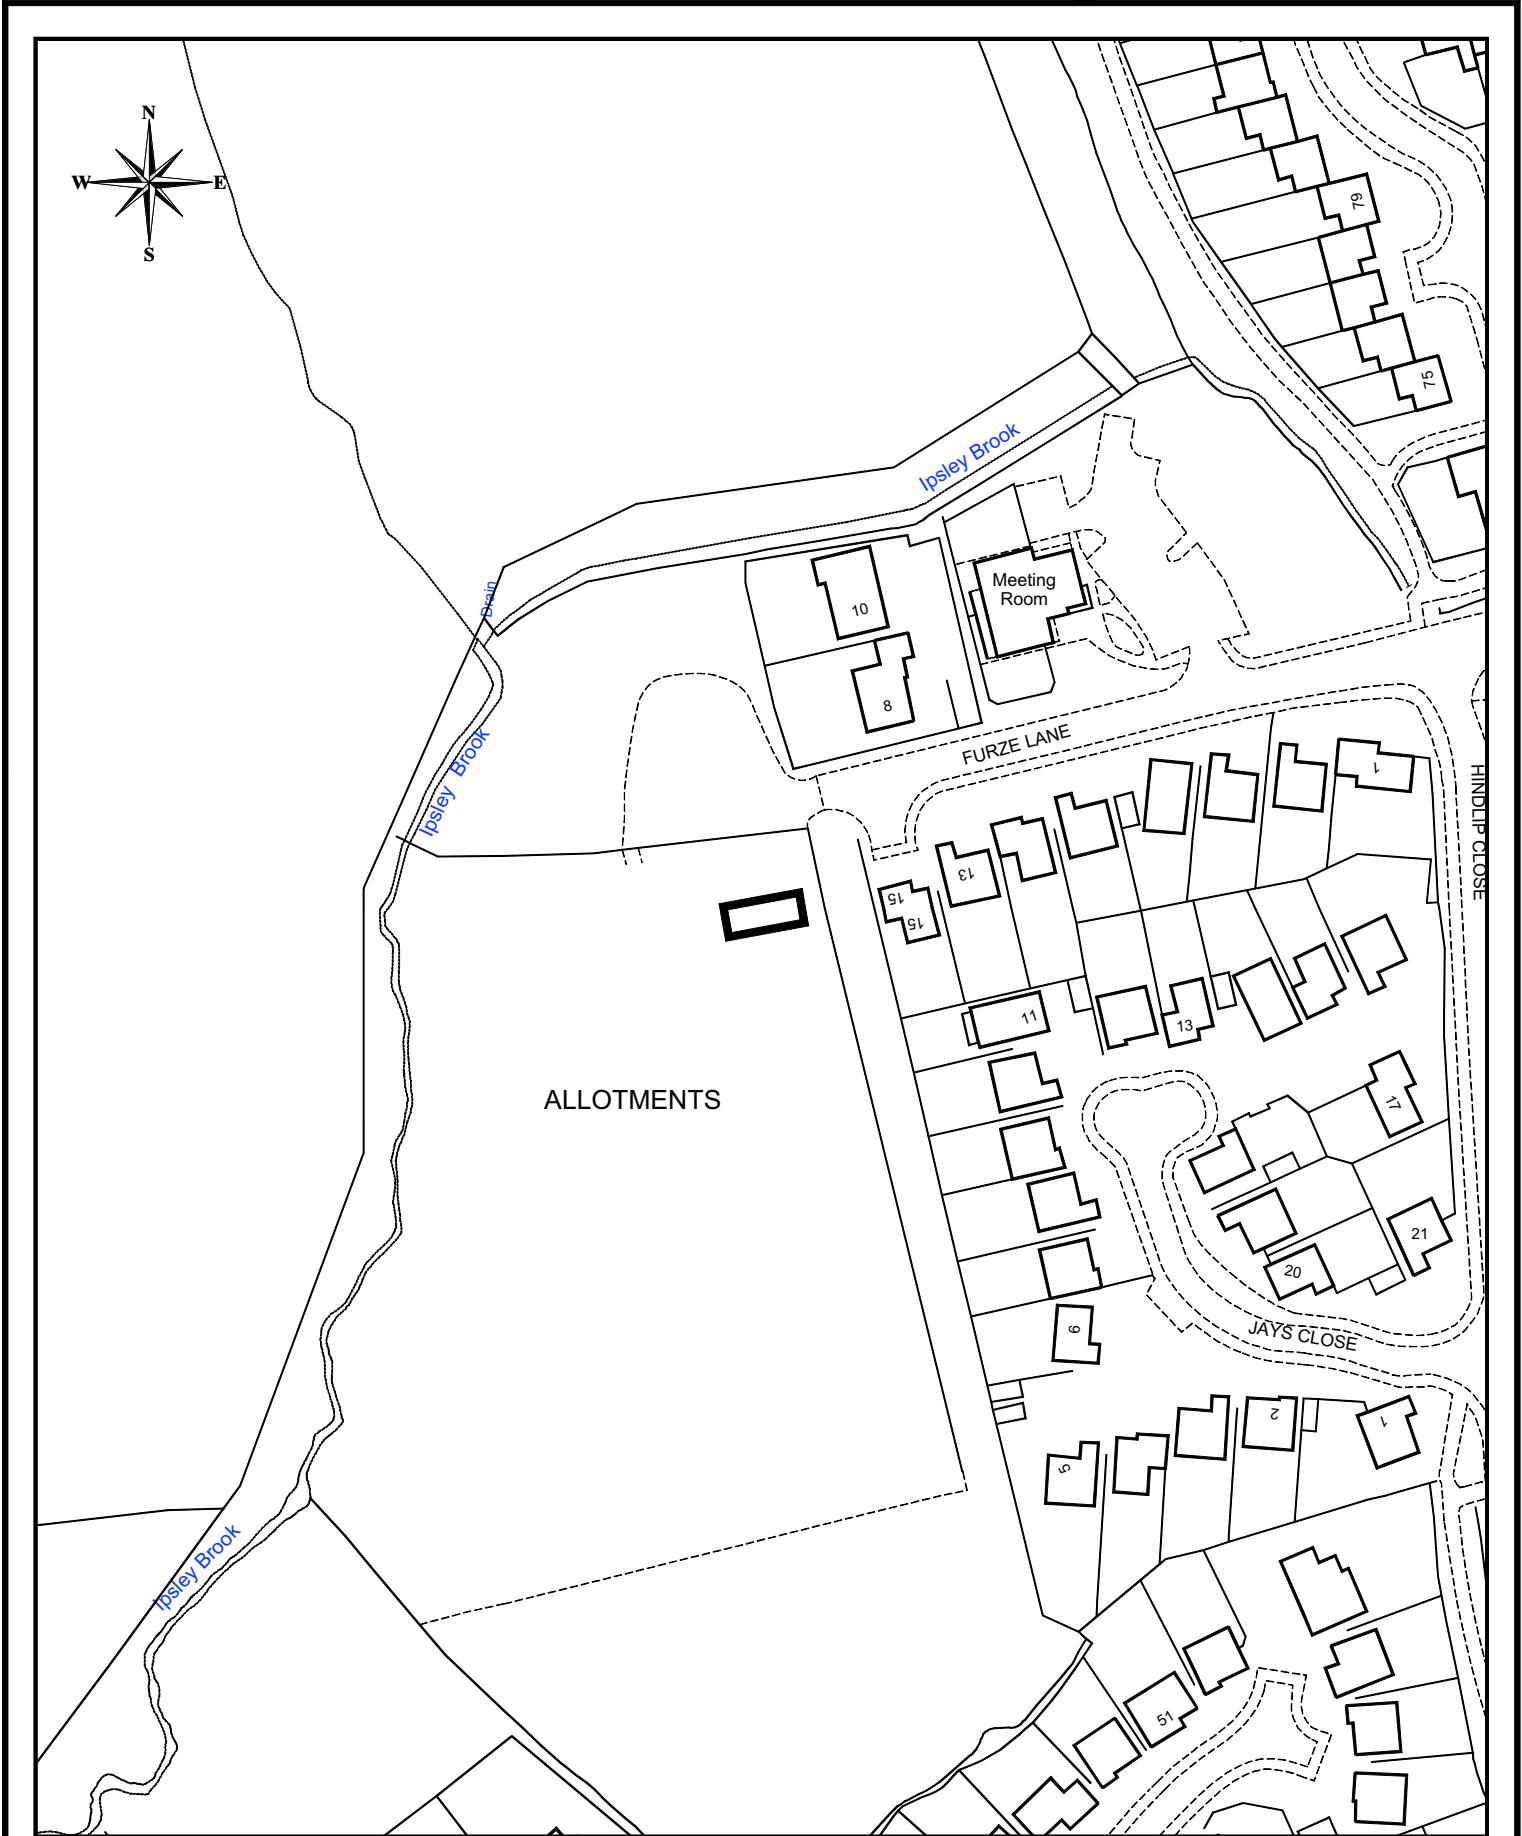 N
W
E
S
79
75
Ipsley Brook
Meeting
Room
Drain
10
8
FURZE LANE
Ipsley Brook
1
HINDLIP CLOSE
13
15
15
11
13
ALLOTMENTS
17
21
20
9
JAYS CLOSE
2
1
5
Ipsley Brook
51